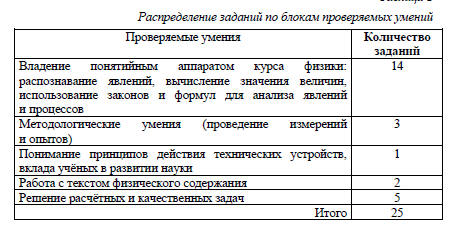 Распределение заданий по блокам проверяемых умений
Проверяемые умения
Количество
заданий
Владение понятийным аппаратом курса физики:
распознавание явлений, вычисление значения величин,
использование законов и формул для анализа явлений
и процессов
14
Методологические умения (проведение измерений
и опытов)
3
Понимание принципов действия технических устройств,
вклада учёных в развитии науки
1
Работа с текстом физического содержания
2
Решение расчётных и качественных задач
5
Итого
25